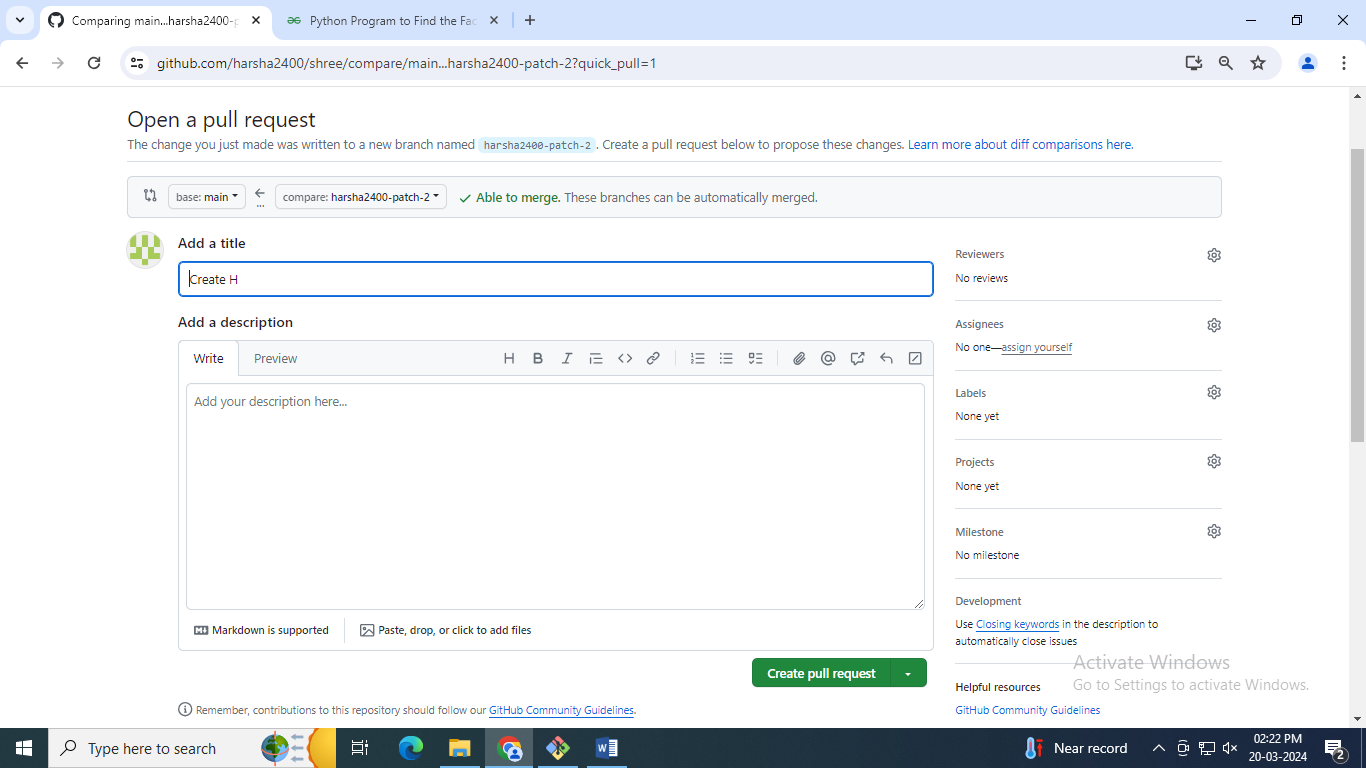 Comparing main...harsha2400-p
Python Program to Find the Fac
github.com/harsha2400/shree/compare/main...harsha2400-patch-2?quick_pull=1
Open a pull request
The change you just made was written to a new branch named harsha2400-patch-2 . Create a pull request below to propose these changes. Learn more about diff comparisons here.
base: main
...
compare: harsha2400-patch-2
Able to merge. These branches can be automatically merged.
Add a title
Create H
Add a description
Write
Preview
Add your description here...
Markdown is supported
Paste, drop, or click to add files
Create pull request
Remember, contributions to this repository should follow our GitHub Community Guidelines.
Reviewers
No reviews
Assignees
No one—assign yourself
Labels
None yet
Projects
None yet
Milestone
No milestone
Development
Use Closing keywords in the description to
automatically close issues
Helpful resources
GitHub Community Guidelines
Activate Windows
Go to Settings to activate Windows.
Type here to search
Near record
02:22 PM
20-03-2024
2